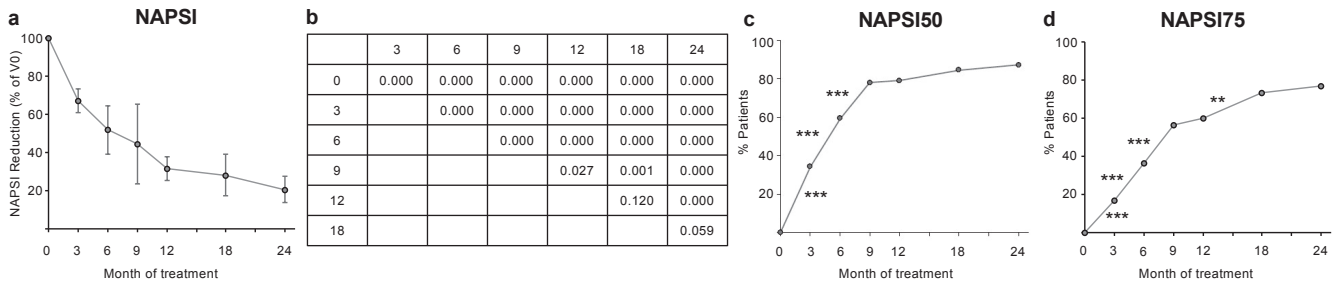 a
NAPSI
NAPSI Reduction (% of V0)
100
80
60
40
20
0 3 6 9 12 18 24
Month of treatment
b
3 6 9 12 18 24
0 0.000 0.000 0.000 0.000 0.000 0.000
3 0.000 0.000 0.000 0.000 0.000
6 0.000 0.000 0.000 0.000
9 0.027 0.001 0.000
12 0.120 0.000
18 0.059
c
NAPSI50
% Patients
100
80
60
40
20
***
***
***
0 3 6 9 12 18 24
Month of treatment
d
NAPSI75
% Patients
100
80
60
40
20
**
***
***
***
0 3 6 9 12 18 24
Month of treatment